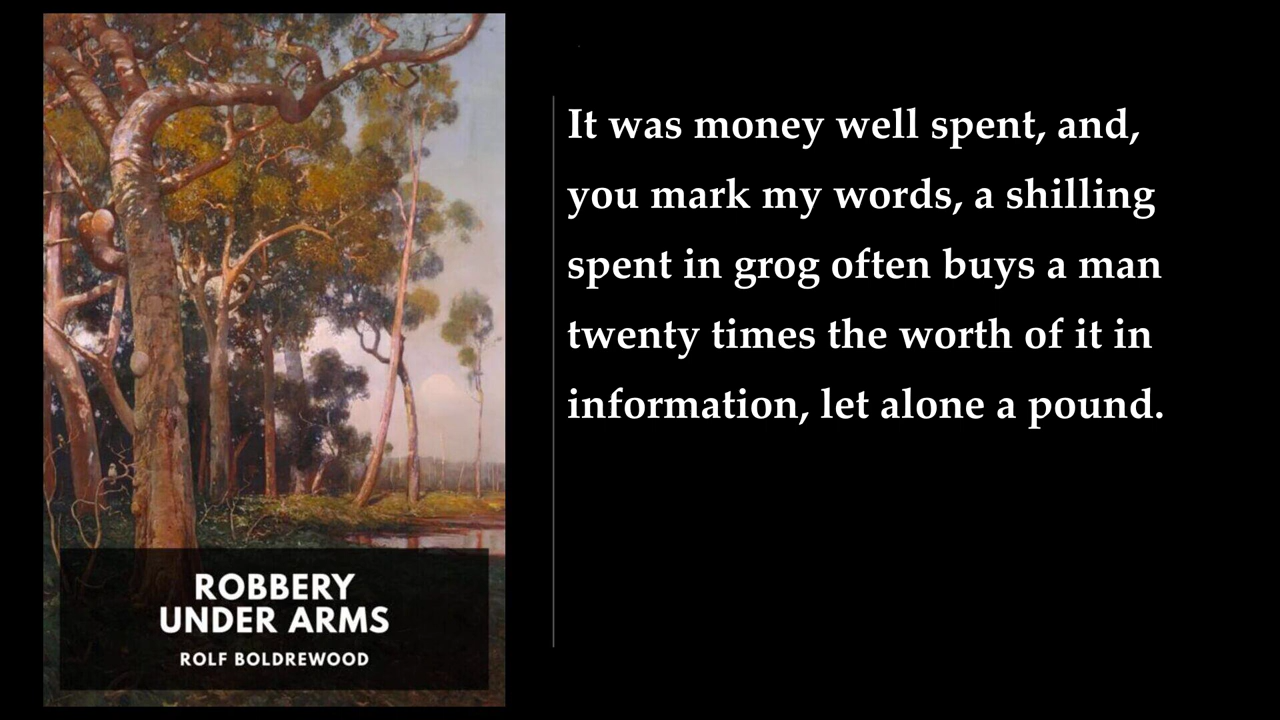 It was money well spent, and,
you mark my words, a shilling
spent in grog often buys a man
twenty times the worth of it in
information, let alone a pound.
ROBBERY
UNDER ARMS
ROLF BOLDREWOOD